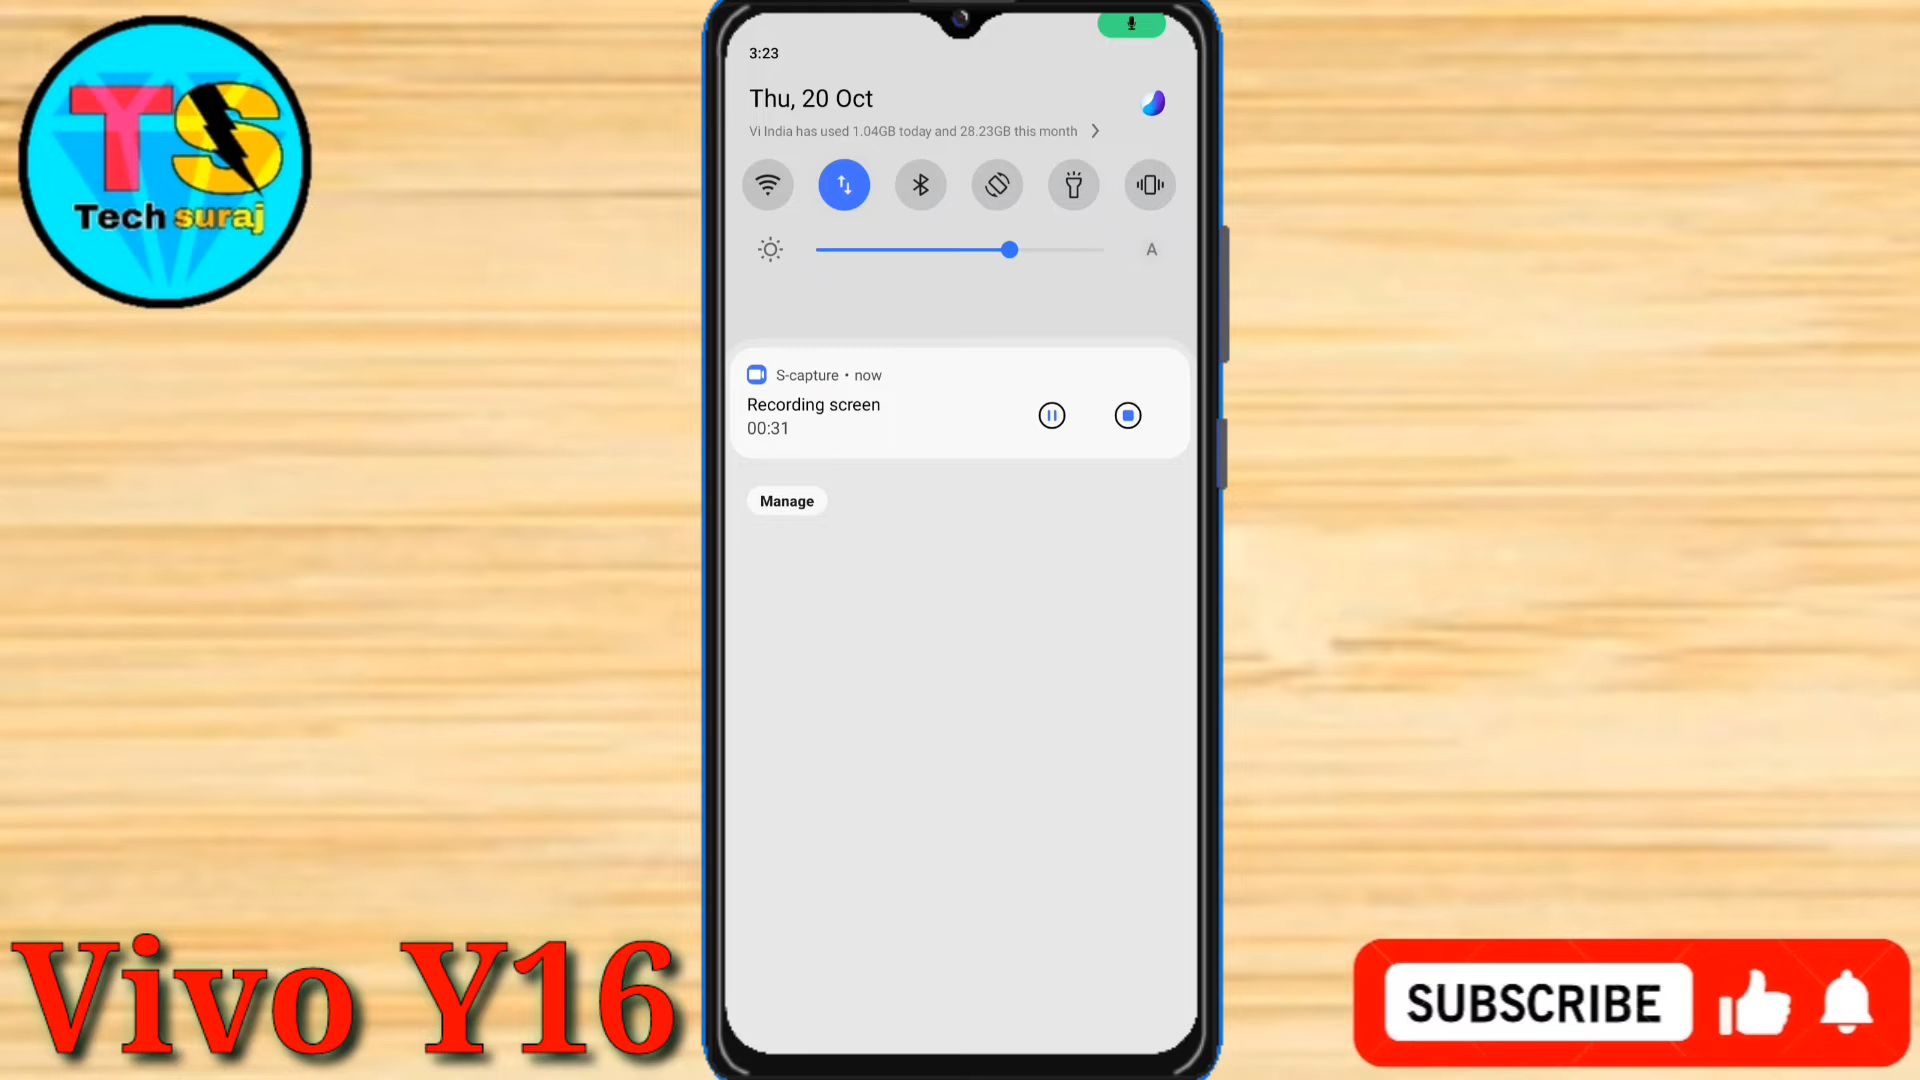 TS
Tech suraj
3:23
Thu, 20 Oct
Vi India has used 1.04GB today and 28.23GB this month
A
S-capture • now
Recording screen
00:31
Manage
Vivo Y16
SUBSCRIBE